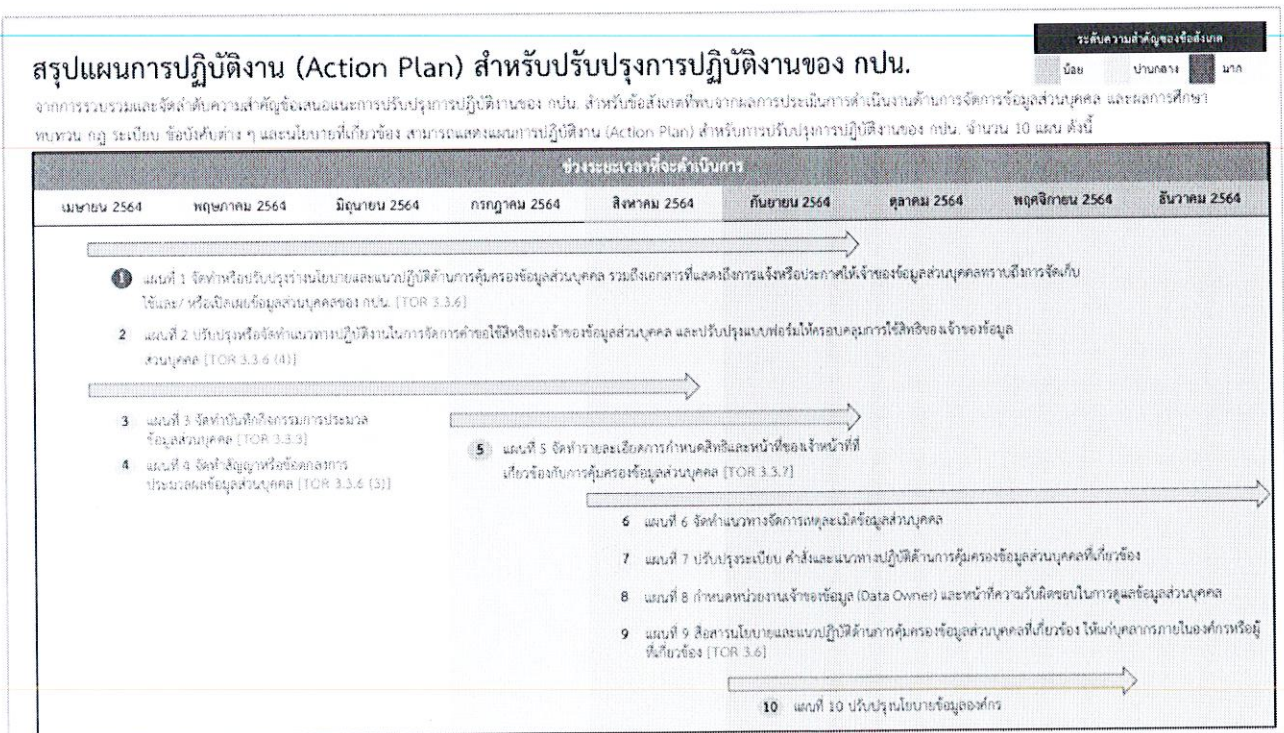 ระดับความสำคัญของข้อสังเกต
น้อย ปานกลาง มาก
สรุปแผนการปฏิบัติงาน (Action Plan) สำหรับปรับปรุงการปฏิบัติงานของ กปน.
จากการรวบรวมและจัดลำดับความสำคัญข้อเสนอแนะการปรับปรุงการปฏิบัติงานของ กปน. สำหรับข้อสังเกตที่พบจากผลการประเมินการดำเนินงานด้านการจัดการข้อมูลส่วนบุคคล และผลการศึกษา
ทบทวน กฎ ระเบียบ ข้อบังคับต่าง ๆ และนโยบายที่เกี่ยวข้อง สามารถแสดงแผนการปฏิบัติงาน (Action Plan) สำหรับการปรับปรุงการปฏิบัติงานของ กปน. จำนวน 10 แผน ดังนี้
ช่วงระยะเวลาที่จะดำเนินการ
เมษายน 2564 พฤษภาคม 2564 มิถุนายน 2564 กรกฎาคม 2564 สิงหาคม 2564 กันยายน 2564 ตุลาคม 2564 พฤศจิกายน 2564 ธันวาคม 2564
1 แผนที่ 1 จัดทำหรือปรับปรุงร่างนโยบายและแนวปฏิบัติด้านการคุ้มครองข้อมูลส่วนบุคคล รวมถึงเอกสารที่แสดงถึงการแจ้งหรือประกาศให้เจ้าของข้อมูลส่วนบุคคลทราบถึงการจัดเก็บ
ใช้และ/ หรือเปิดเผยข้อมูลส่วนบุคคลของ กปน. [TOR 3.3.6]
2 แผนที่ 2 ปรับปรุงหรือจัดทำแนวทางปฏิบัติงานในการจัดการคำขอใช้สิทธิของเจ้าของข้อมูลส่วนบุคคล และปรับปรุงแบบฟอร์มให้ครอบคลุมการใช้สิทธิของเจ้าของข้อมูล
ส่วนบุคคล [TOR 3.3.6 (4)]
3 แผนที่ 3 จัดทำบันทึกกิจกรรมการประมวล
ข้อมูลส่วนบุคคล [TOR 3.3.3]
4 แผนที่ 4 จัดทำสัญญาหรือข้อตกลงการ
ประมวลผลข้อมูลส่วนบุคคล [TOR 3.3.6 (3)]
5 แผนที่ 5 จัดทำรายละเอียดการกำหนดสิทธิและหน้าที่ของเจ้าหน้าที่ที่
เกี่ยวข้องกับการคุ้มครองข้อมูลส่วนบุคคล [TOR 3.3.7]
6 แผนที่ 6 จัดทำแนวทางจัดการเหตุละเมิดข้อมูลส่วนบุคคล
7 แผนที่ 7 ปรับปรุงระเบียบ คำสั่งและแนวทางปฏิบัติด้านการคุ้มครองข้อมูลส่วนบุคคลที่เกี่ยวข้อง
8 แผนที่ 8 กำหนดหน่วยงานเจ้าของข้อมูล (Data Owner) และหน้าที่ความรับผิดชอบในการดูแลข้อมูลส่วนบุคคล
9 แผนที่ 9 สื่อสารนโยบายและแนวปฏิบัติด้านการคุ้มครองข้อมูลส่วนบุคคลที่เกี่ยวข้อง ให้แก่บุคลากรภายในองค์กรหรือผู้
ที่เกี่ยวข้อง [TOR 3.6]
10 แผนที่ 10 ปรับปรุงนโยบายข้อมูลองค์กร